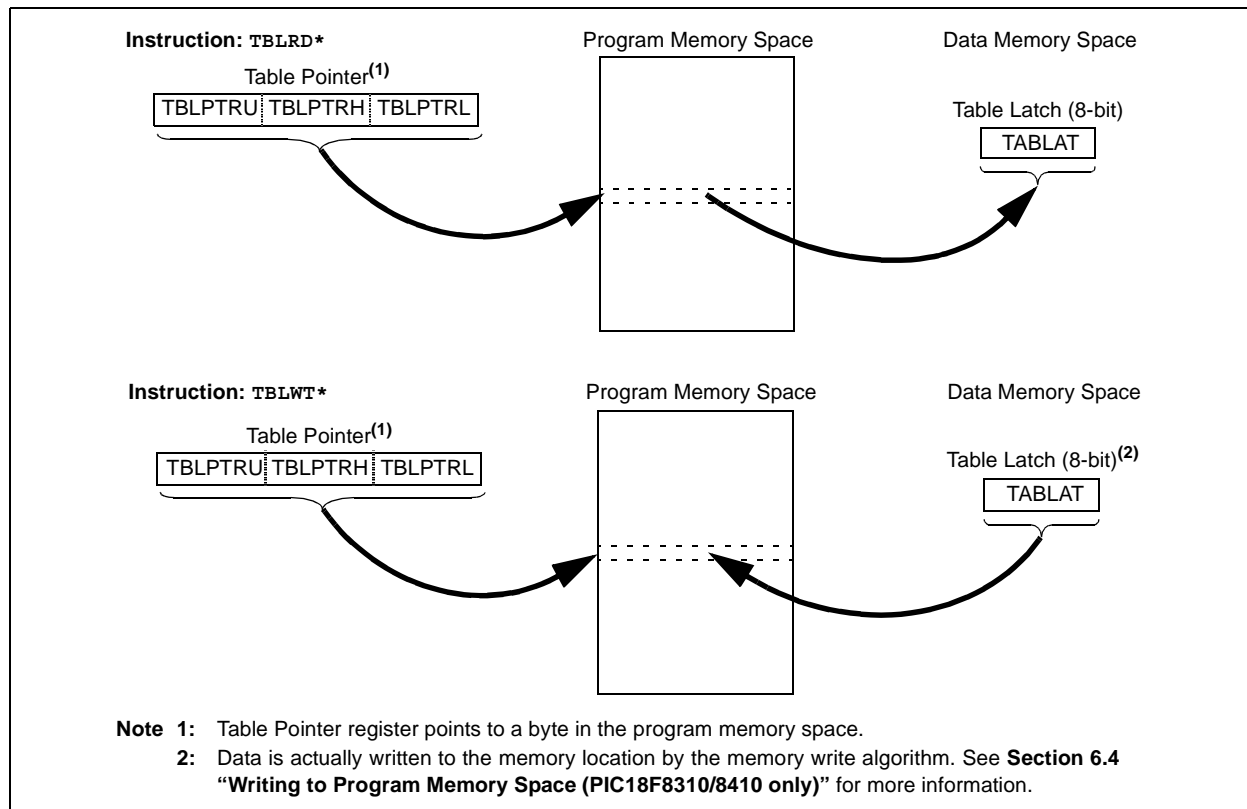 Instruction: TBLRD*
Program Memory Space
Data Memory Space
Table Pointer(1)
TBLPTRU TBLPTRH TBLPTRL
Table Latch (8-bit)
TABLAT
Instruction: TBLWT*
Program Memory Space
Data Memory Space
Table Pointer(1)
TBLPTRU TBLPTRH TBLPTRL
Table Latch (8-bit)(2)
TABLAT
Note 1: Table Pointer register points to a byte in the program memory space.
2: Data is actually written to the memory location by the memory write algorithm. See Section 6.4
“Writing to Program Memory Space (PIC18F8310/8410 only)” for more information.